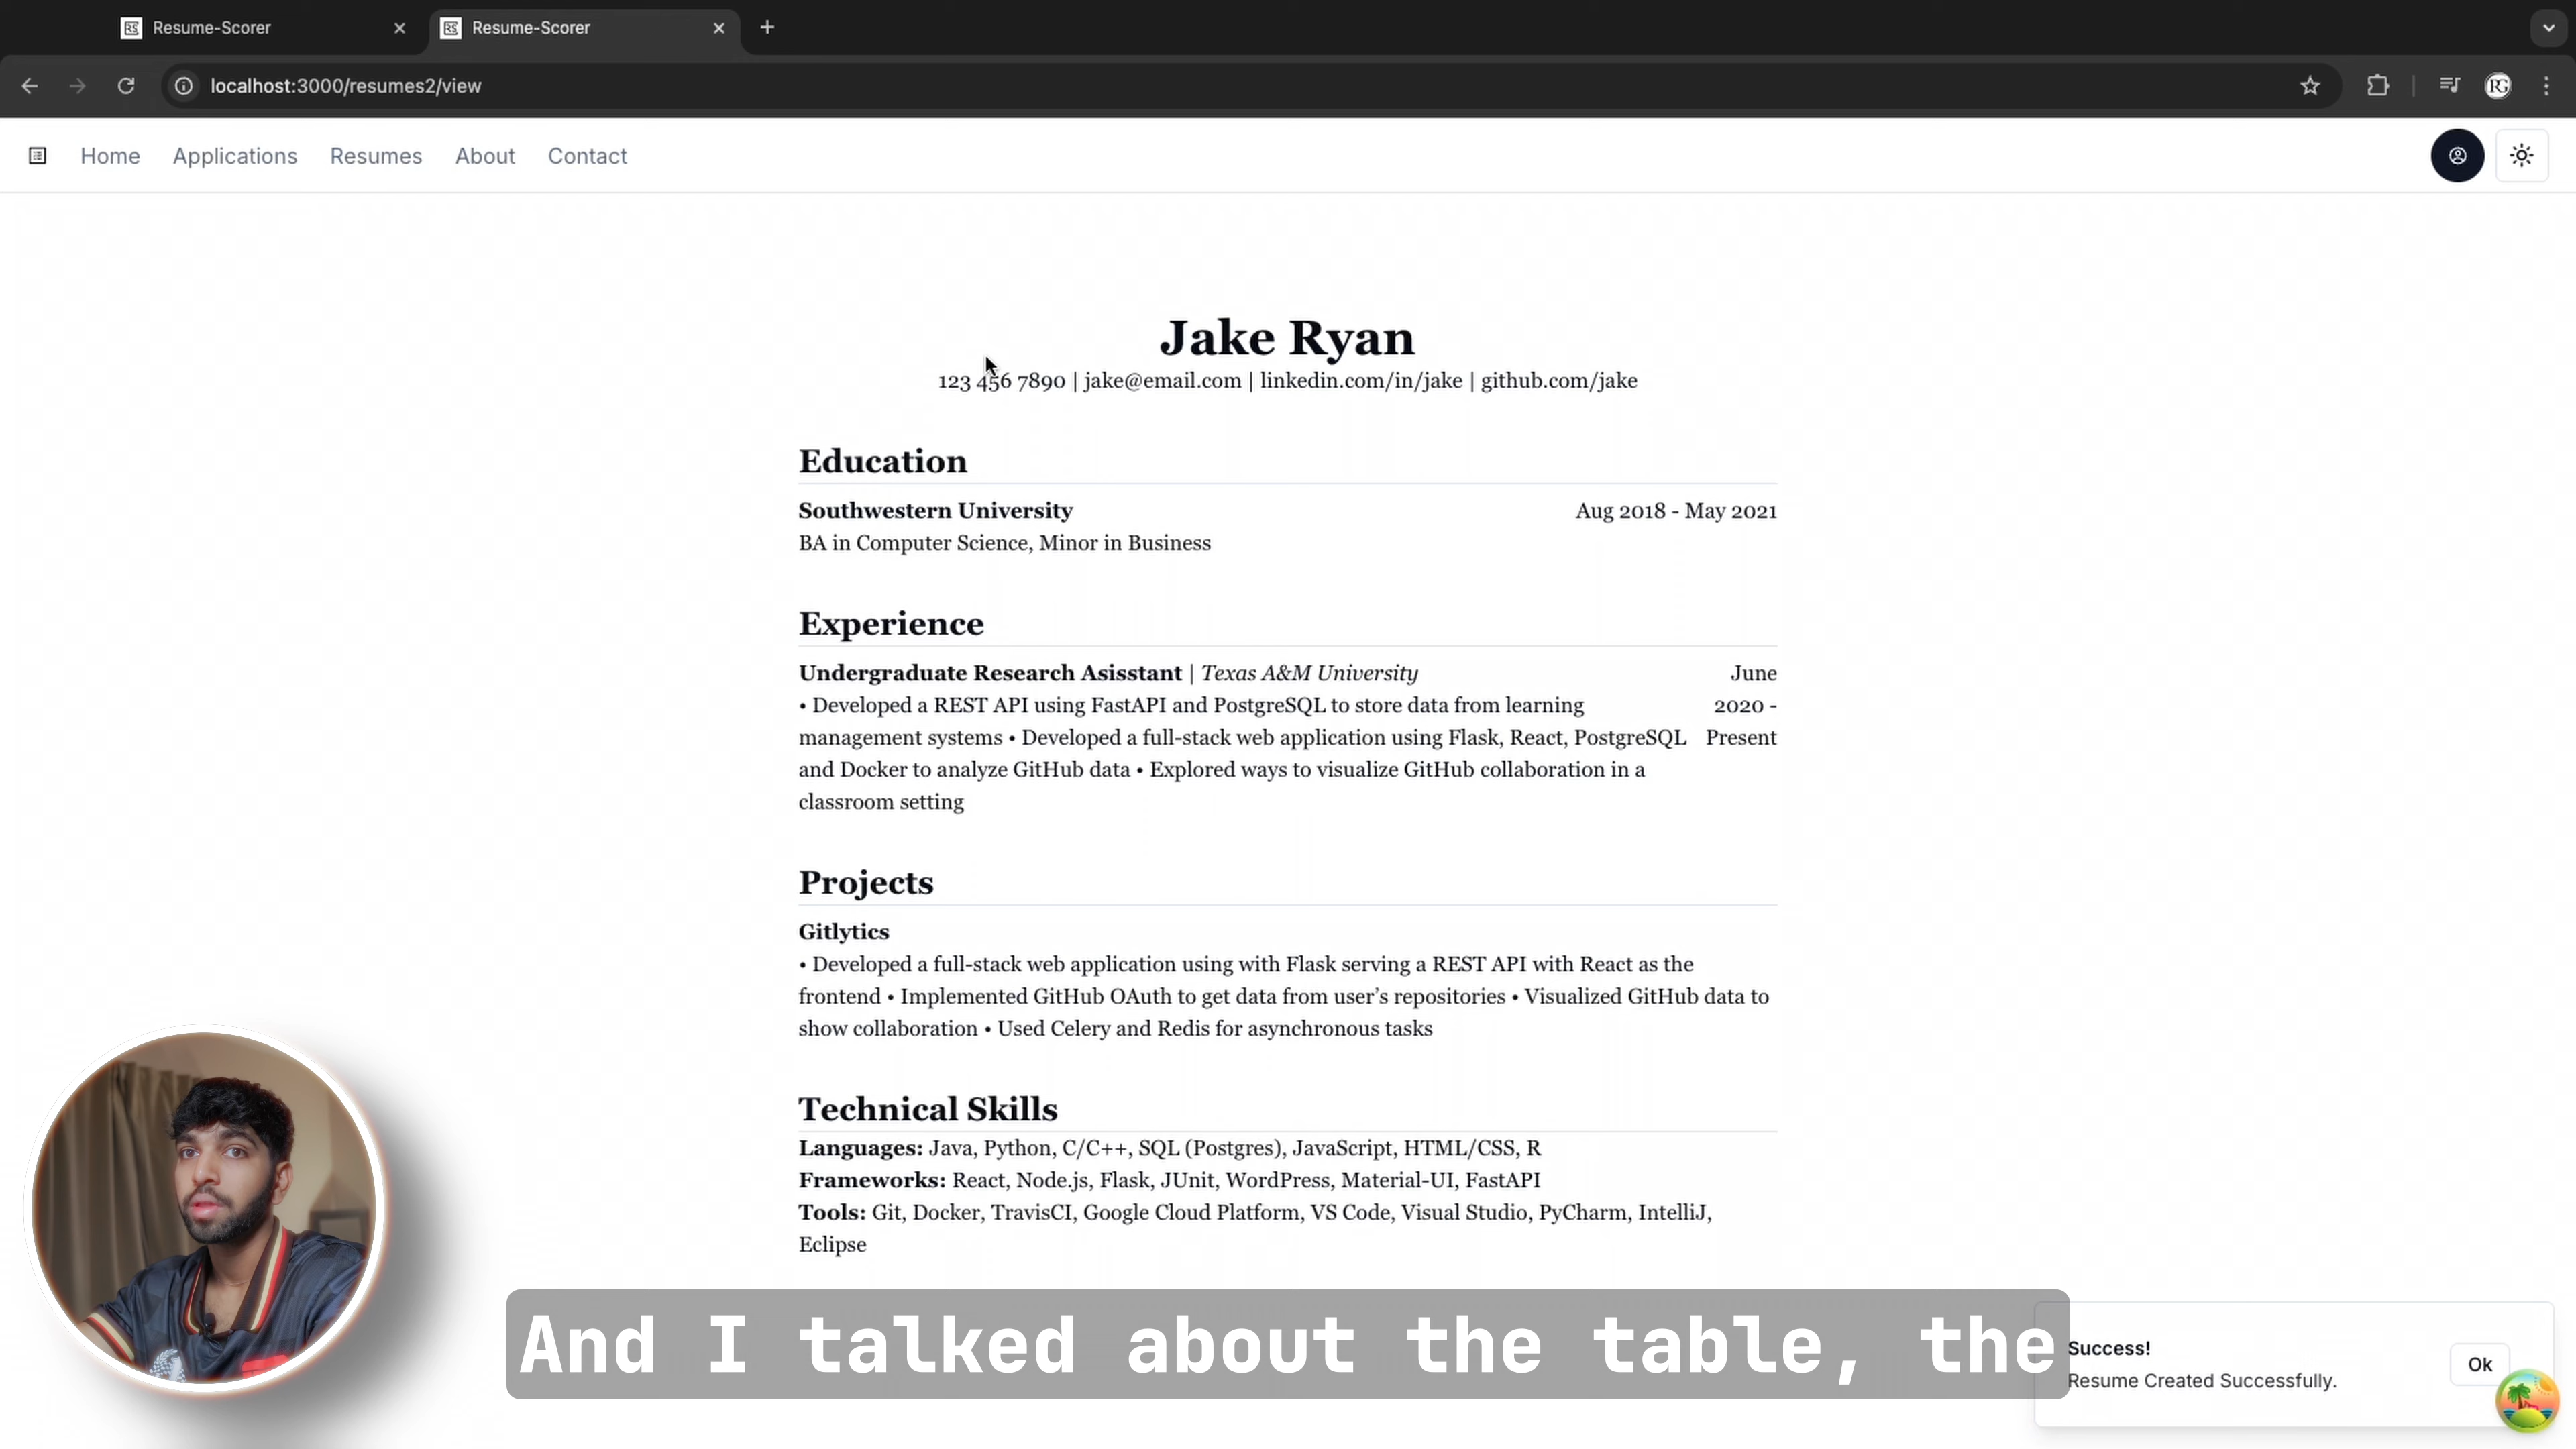 Resume-Scorer
Resume-Scorer
localhost:3000/resumes2/view
Home Applications Resumes About Contact
Jake Ryan
123 456 7890 | jake@email.com | linkedin.com/in/jake | github.com/jake
Education
Southwestern University Aug 2018 - May 2021
BA in Computer Science, Minor in Business
Experience
Undergraduate Research Asisstant | Texas A&M University June
• Developed a REST API using FastAPI and PostgreSQL to store data from learning 2020 -
management systems • Developed a full-stack web application using Flask, React, PostgreSQL Present
and Docker to analyze GitHub data • Explored ways to visualize GitHub collaboration in a
classroom setting
Projects
Gitlytics
• Developed a full-stack web application using with Flask serving a REST API with React as the
frontend • Implemented GitHub OAuth to get data from user’s repositories • Visualized GitHub data to
show collaboration • Used Celery and Redis for asynchronous tasks
Technical Skills
Languages: Java, Python, C/C++, SQL (Postgres), JavaScript, HTML/CSS, R
Frameworks: React, Node.js, Flask, JUnit, WordPress, Material-UI, FastAPI
Tools: Git, Docker, TravisCI, Google Cloud Platform, VS Code, Visual Studio, PyCharm, IntelliJ,
Eclipse
And I talked about the table, the
Success!
Resume Created Successfully.
Ok